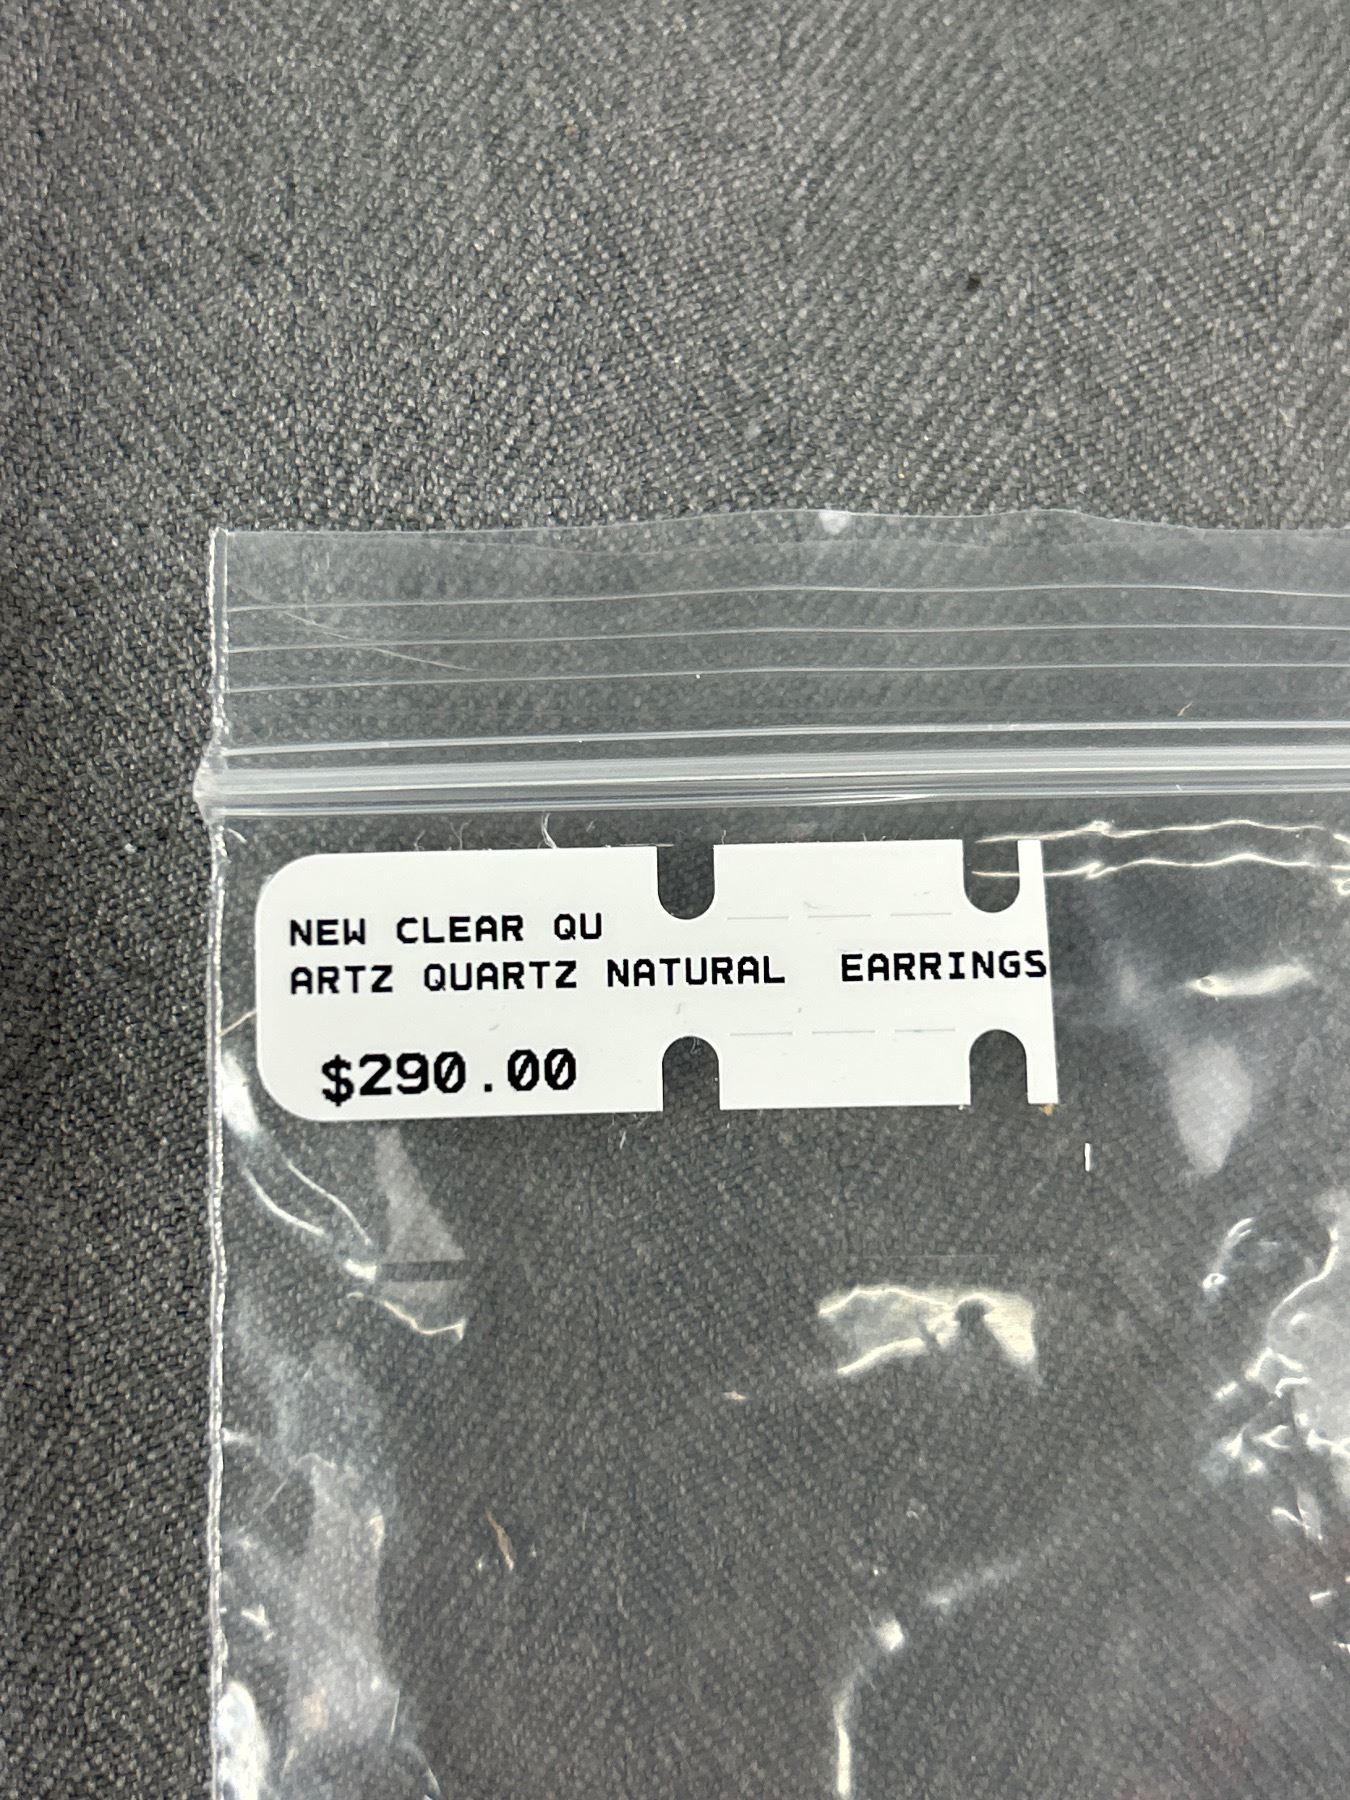 NEW CLEAR QU
ARTZ QUARTZ NATURAL EARRINGS
$290.00